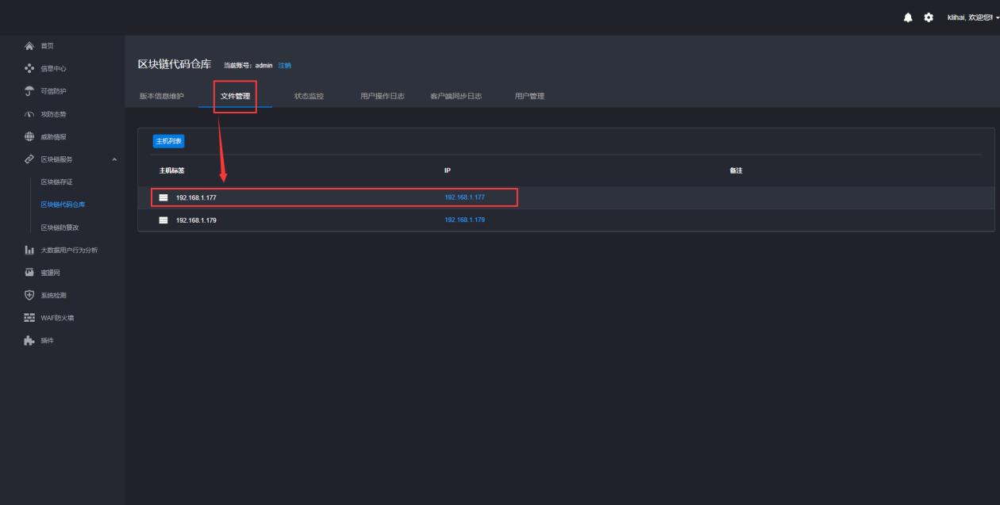 klihai, 欢迎您!
首页
信息中心
可信防护
攻防态势
威胁情报
区块链服务
区块链存证
区块链代码仓库
区块链防篡改
大数据用户行为分析
蜜罐网
系统检测
WAF防火墙
插件
区块链代码仓库 当前账号：admin 注销
版本信息维护 文件管理 状态监控 用户操作日志 客户端同步日志 用户管理
主机列表
主机标签 IP 备注
192.168.1.177 192.168.1.177
192.168.1.179 192.168.1.179